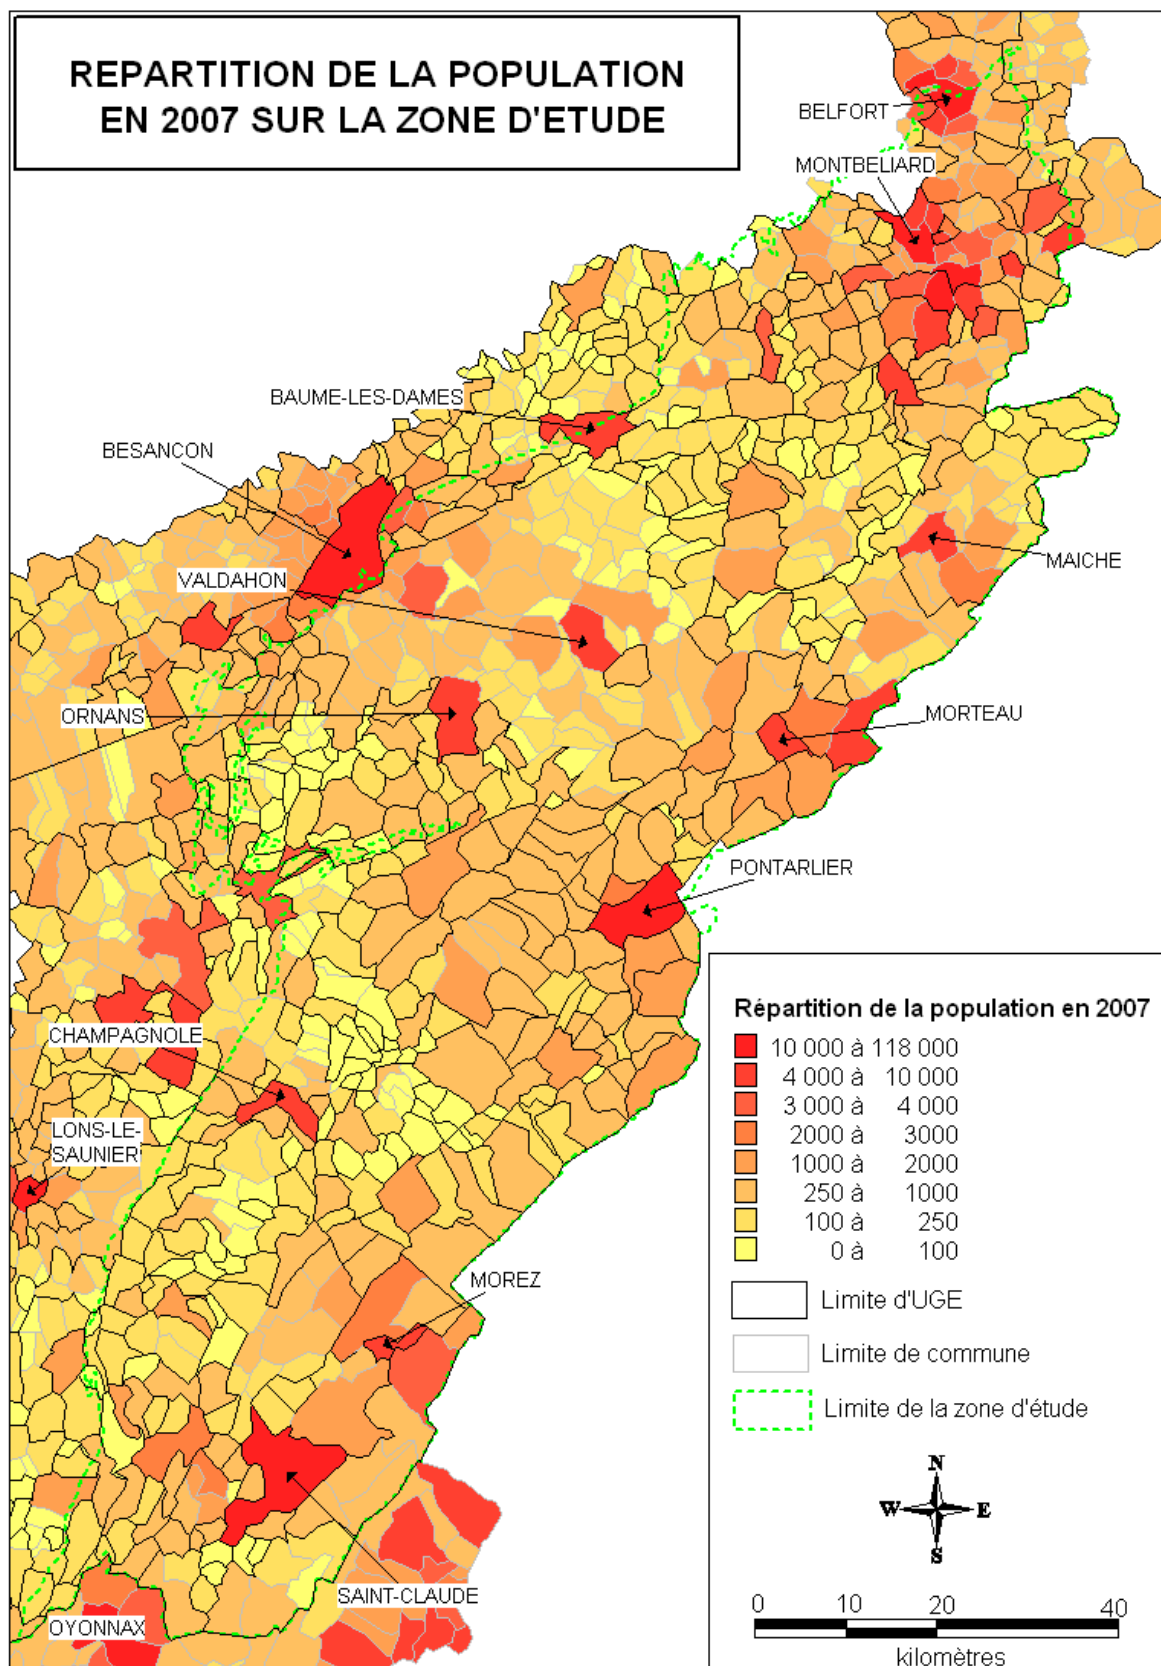 REPARTITION DE LA POPULATION
EN 2007 SUR LA ZONE D'ETUDE
BELFORT
MONTBELIARD
BAUME-LES-DAMES
BESANCON
MAICHE
VALDAHON
ORNANS
MORTEAU
PONTARLIER
CHAMPAGNOLE
LONS-LE-
SAUNIER
MOREZ
SAINT-CLAUDE
OYONNAX
Répartition de la population en 2007
10 000 à 118 000
4 000 à 10 000
3 000 à 4 000
2000 à 3000
1000 à 2000
250 à 1000
100 à 250
0 à 100
Limite d'UGE
Limite de commune
Limite de la zone d'étude
N
W E
S
0 10 20 40
kilomètres